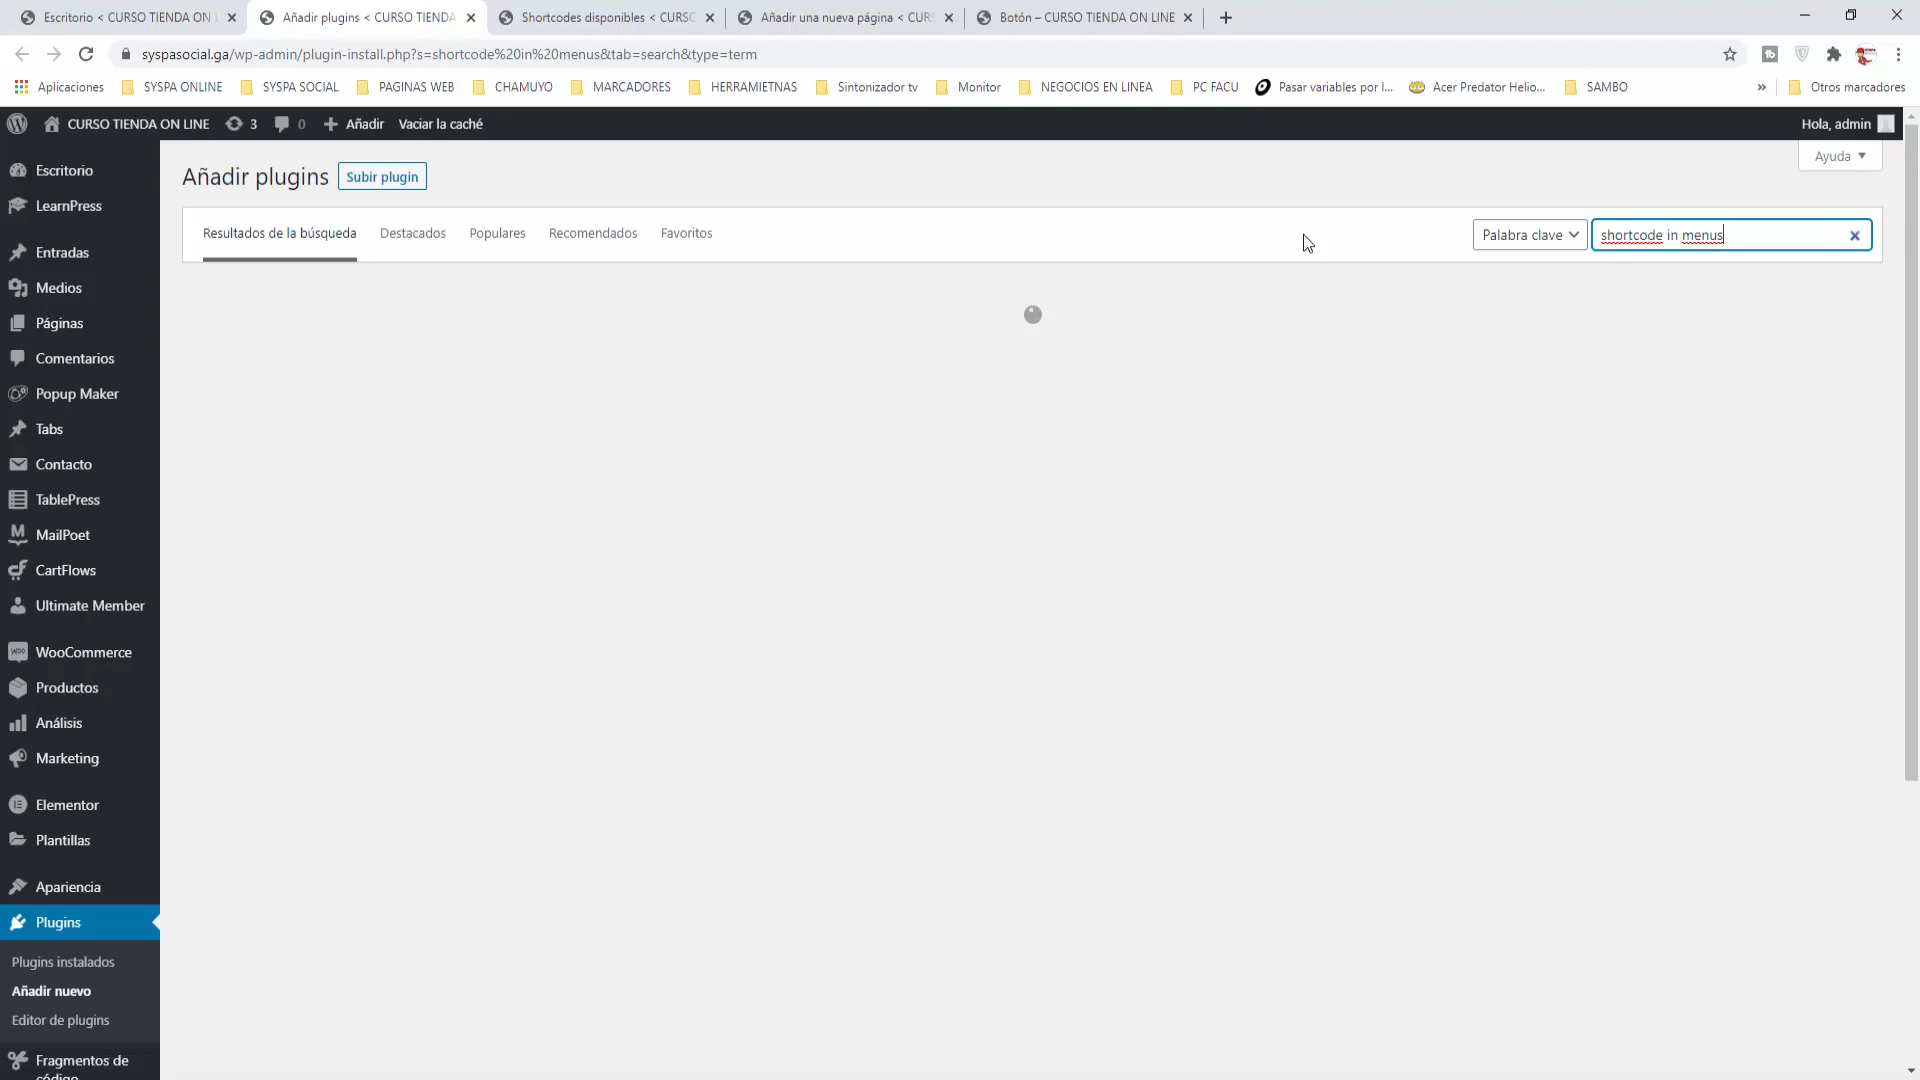 Escritorio < CURSO TIENDA ON L
Añadir plugins < CURSO TIENDA
Shortcodes disponibles < CURSO
Añadir una nueva página < CUR
Botón – CURSO TIENDA ON LINE
syspasocial.ga/wp-admin/plugin-install.php?s=shortcode%20in%20menus&tab=search&type=term
Aplicaciones
SYSPA ONLINE
SYSPA SOCIAL
PAGINAS WEB
CHAMUYO
MARCADORES
HERRAMIETNAS
Sintonizador tv
Monitor
NEGOCIOS EN LINEA
PC FACU
Pasar variables por l...
Acer Predator Helio...
SAMBO
»
Otros marcadores
CURSO TIENDA ON LINE
3
0
Añadir
Vaciar la caché
Hola, admin
Ayuda
Escritorio
LearnPress
Entradas
Medios
Páginas
Comentarios
Popup Maker
Tabs
Contacto
TablePress
MailPoet
CartFlows
Ultimate Member
WooCommerce
Productos
Análisis
Marketing
Elementor
Plantillas
Apariencia
Plugins
Plugins instalados
Añadir nuevo
Editor de plugins
Fragmentos de
código
Añadir plugins
Subir plugin
Resultados de la búsqueda
Destacados
Populares
Recomendados
Favoritos
Palabra clave
shortcode in menus